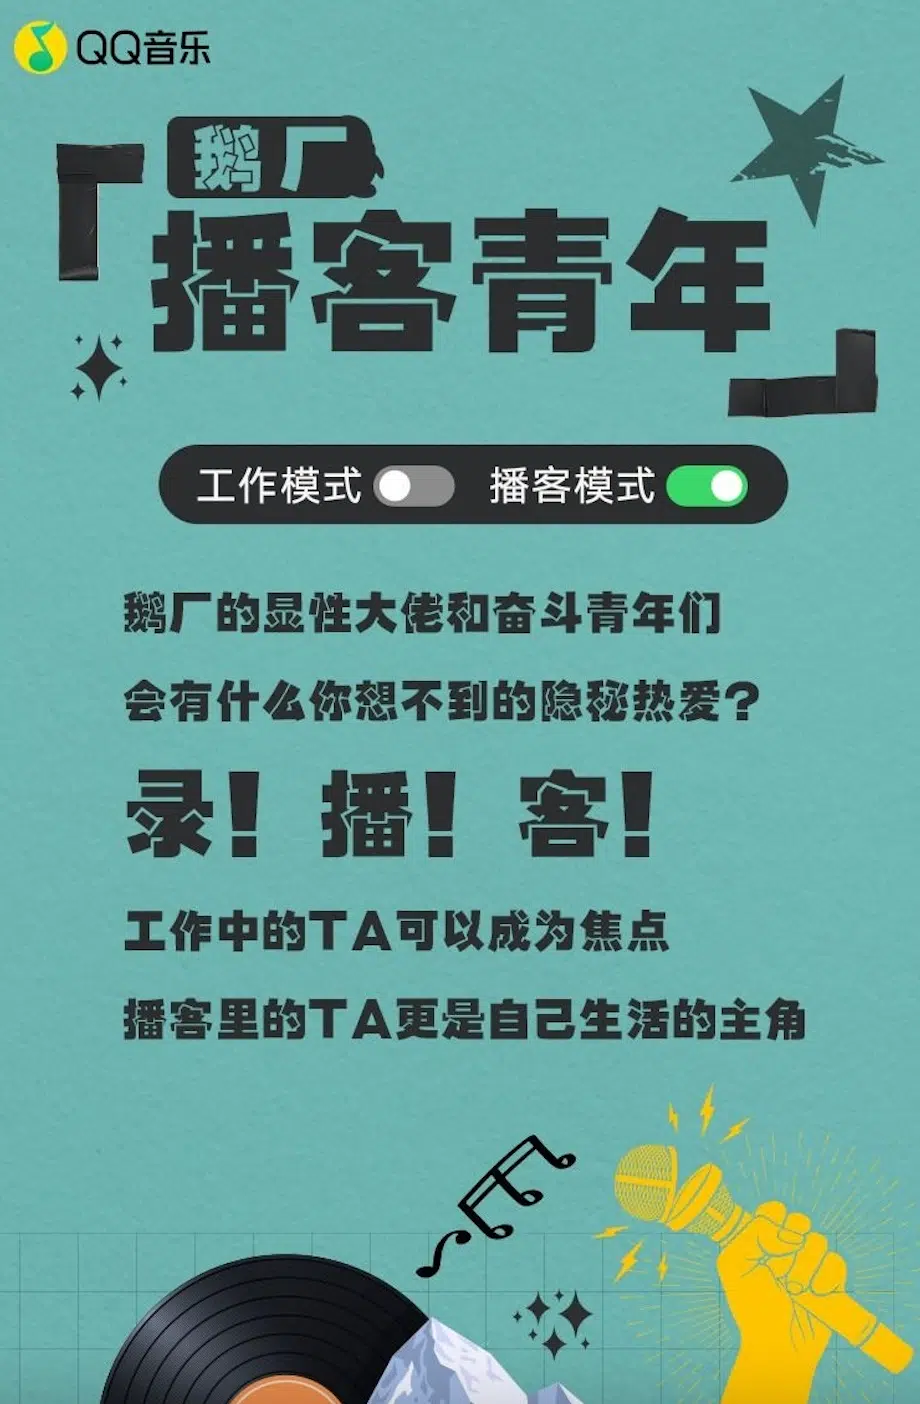 QQ音乐
鹅厂
「播客青年」
工作模式 播客模式
鹅厂的显性大佬和奋斗青年们
会有什么你想不到的隐秘热爱?
录! 播! 客!
工作中的TA可以成为焦点
播客里的TA更是自己生活的主角